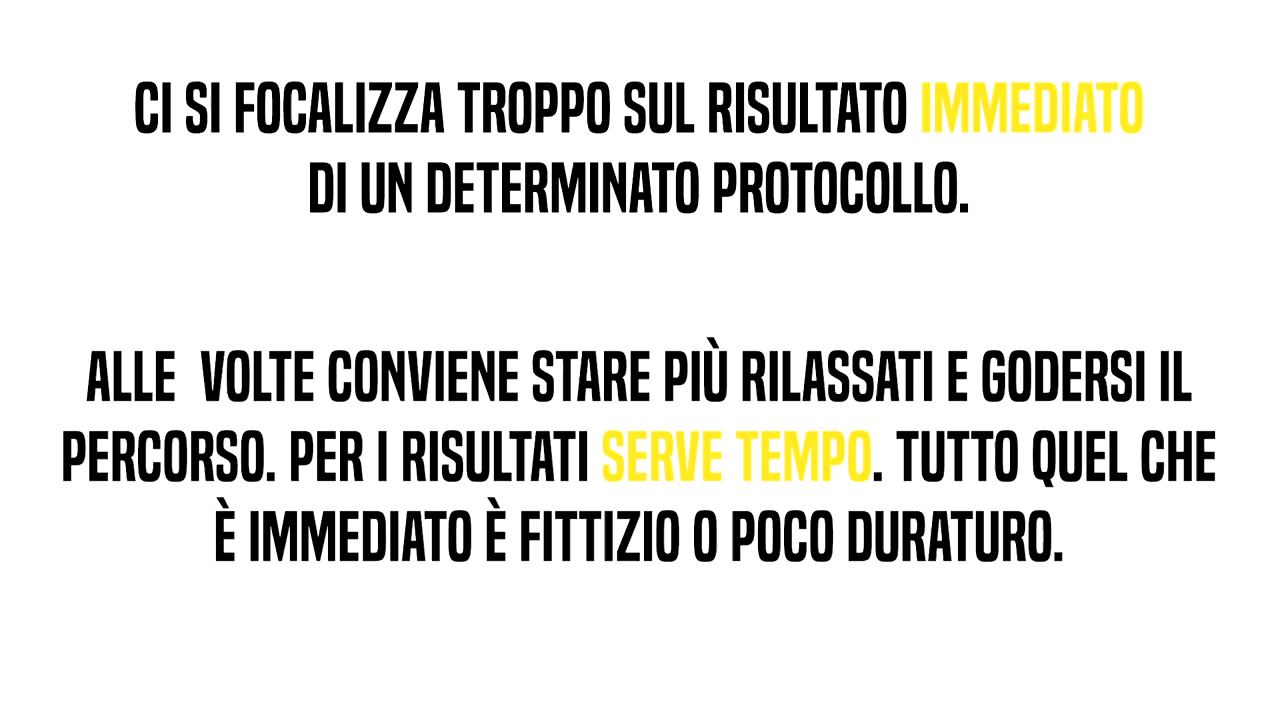 CI SI FOCALIZZA TROPPO SUL RISULTATO IMMEDIATO
DI UN DETERMINATO PROTOCOLLO.
ALLE  VOLTE CONVIENE STARE PIÙ RILASSATI E GODERSI IL
PERCORSO. PER I RISULTATI SERVE TEMPO. TUTTO QUEL CHE
È IMMEDIATO È FITTIZIO O POCO DURATURO.